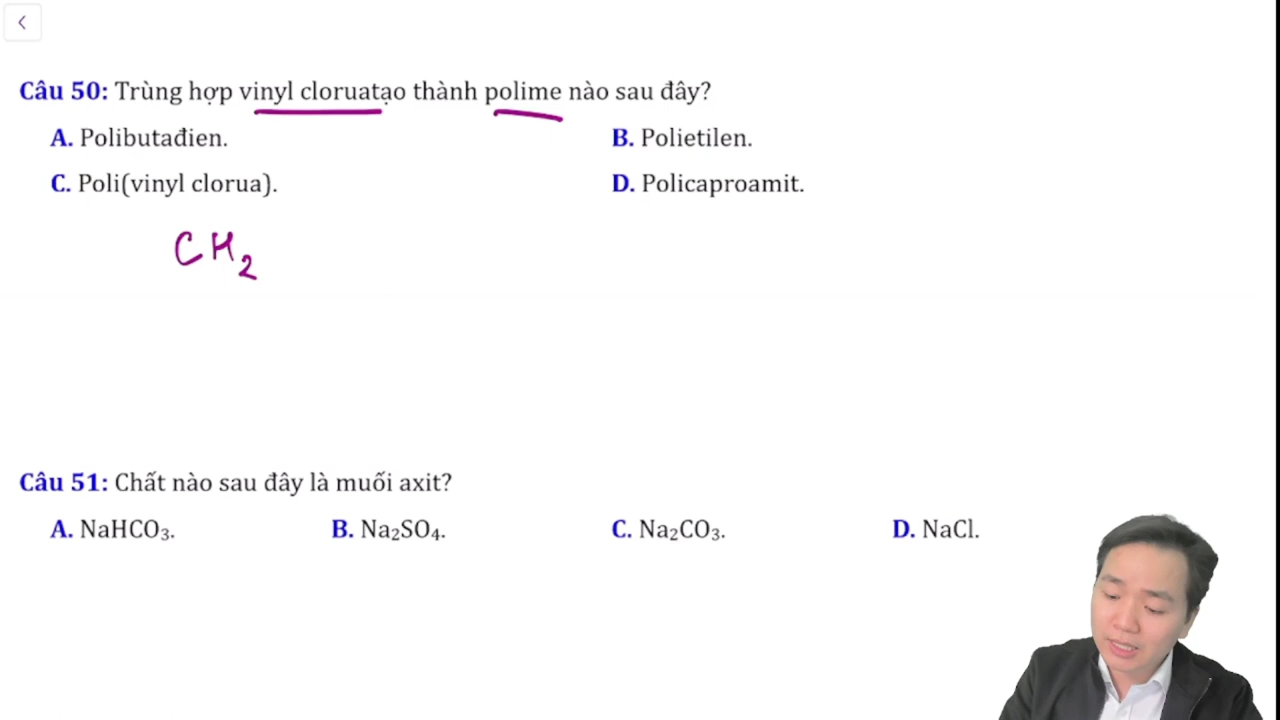 Câu 50: Trùng hợp vinyl cloruatạo thành polime nào sau đây?
A. Polibutađien. B. Polietilen.
C. Poli(vinyl clorua). D. Policaproamit.
CH₂
Câu 51: Chất nào sau đây là muối axit?
A. NaHCO₃. B. Na₂SO₄. C. Na₂CO₃. D. NaCl.